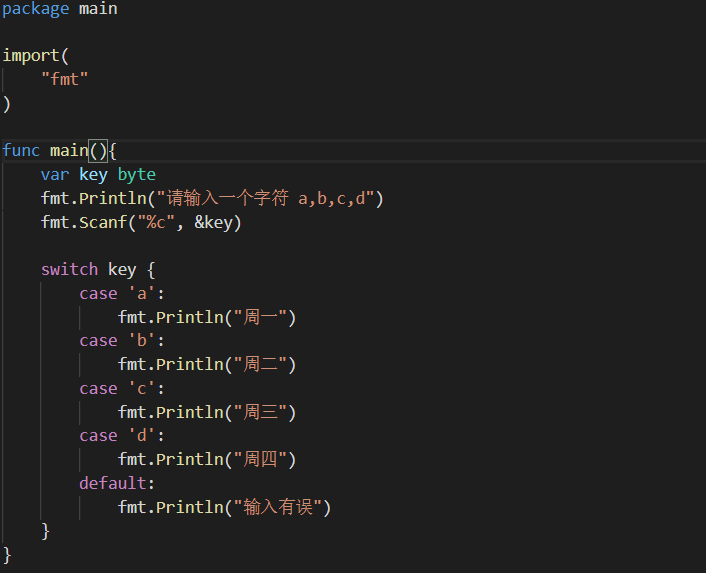 package main
import(
"fmt"
)
func main(){
var key byte
fmt.Println("请输入一个字符 a,b,c,d")
fmt.Scanf("%c", &key)
switch key {
case 'a':
fmt.Println("周一")
case 'b':
fmt.Println("周二")
case 'c':
fmt.Println("周三")
case 'd':
fmt.Println("周四")
default:
fmt.Println("输入有误")
}
}